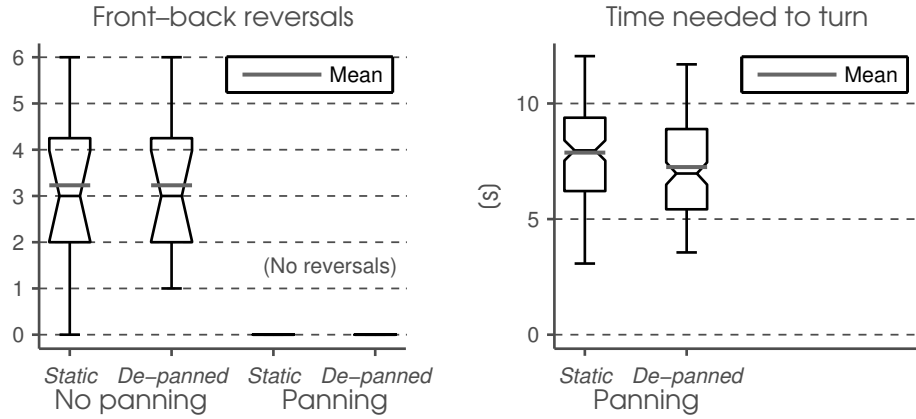 Front–back reversals
6
5
4
3
2
1
0
Mean
(No reversals)
Static De−panned Static De−panned
No panning Panning
Time needed to turn
(s)
10
5
0
Mean
Static De−panned
Panning